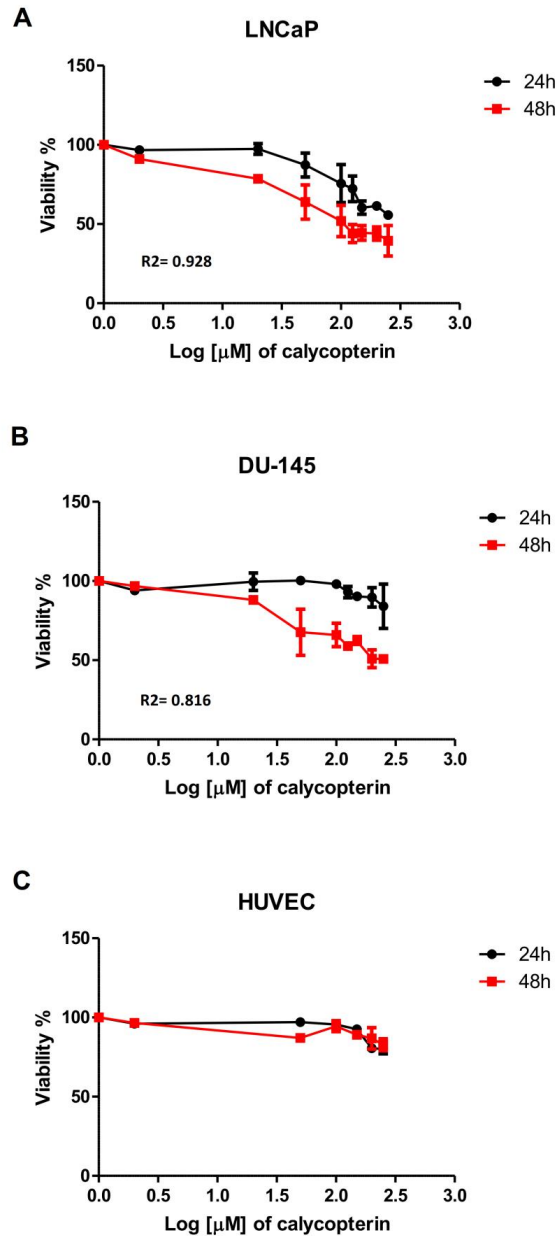 A
LNCaP
150
100
50
0
Viability %
24h
48h
R2= 0.928
0.0 0.5 1.0 1.5 2.0 2.5 3.0
Log [µM] of calycopterin
B
DU-145
150
100
50
0
Viability %
24h
48h
R2= 0.816
0.0 0.5 1.0 1.5 2.0 2.5 3.0
Log [µM] of calycopterin
C
HUVEC
150
100
50
0
Viability %
24h
48h
0.0 0.5 1.0 1.5 2.0 2.5 3.0
Log [µM] of calycopterin